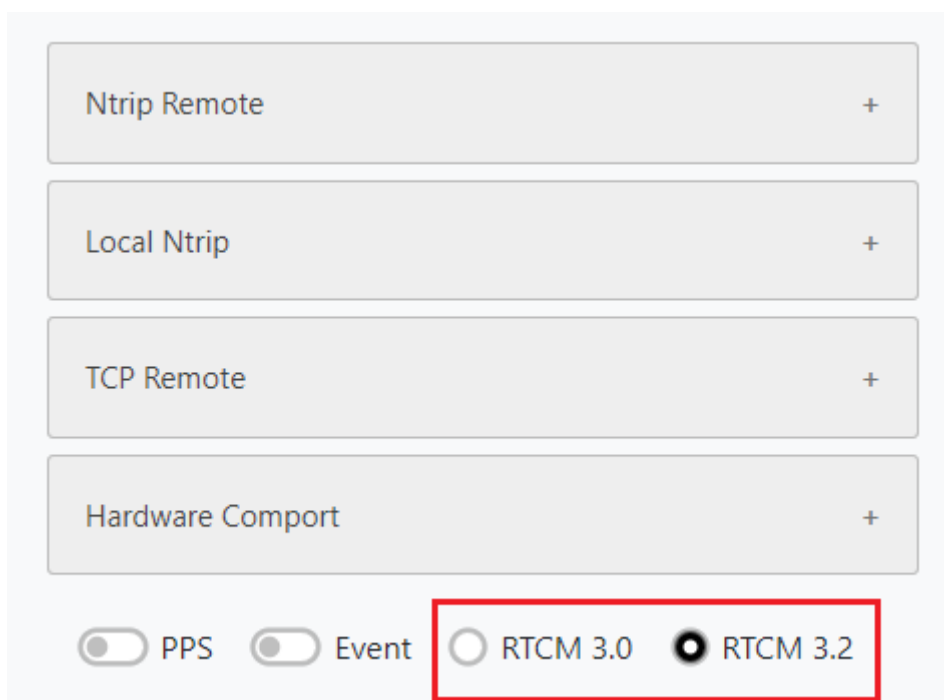 Ntrip Remote +
Local Ntrip +
TCP Remote +
Hardware Comport +
PPS Event RTCM 3.0 RTCM 3.2